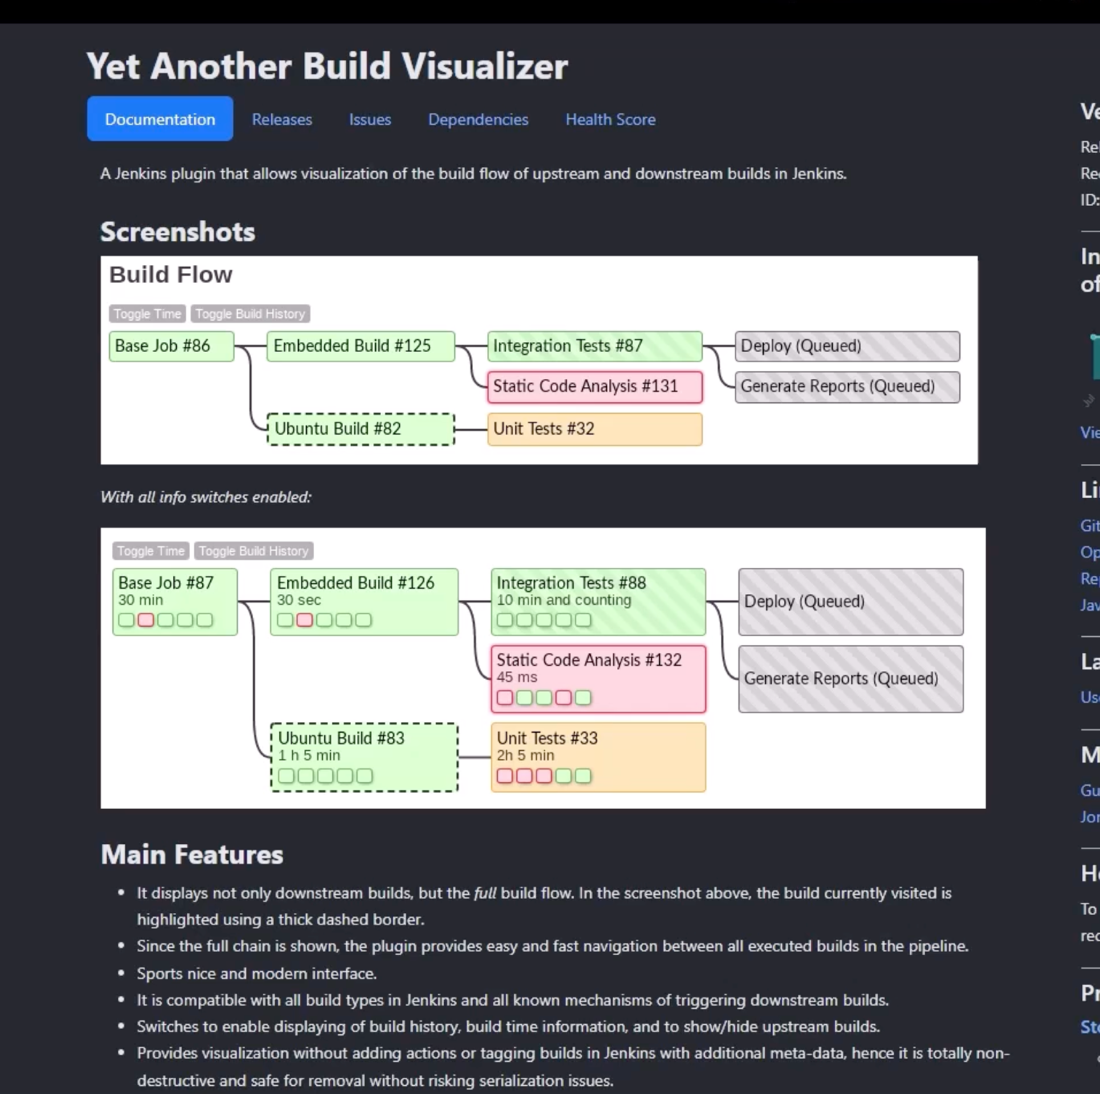 Yet Another Build Visualizer
Documentation
Releases
Issues
Dependencies
Health Score
A Jenkins plugin that allows visualization of the build flow of upstream and downstream builds in Jenkins.
Screenshots
Build Flow
Toggle Time
Toggle Build History
Base Job #86
Embedded Build #125
Integration Tests #87
Deploy (Queued)
Static Code Analysis #131
Generate Reports (Queued)
Ubuntu Build #82
Unit Tests #32
With all info switches enabled:
Toggle Time
Toggle Build History
Base Job #87
30 min
Embedded Build #126
30 sec
Integration Tests #88
10 min and counting
Deploy (Queued)
Static Code Analysis #132
45 ms
Generate Reports (Queued)
Ubuntu Build #83
1 h 5 min
Unit Tests #33
2h 5 min
Main Features
• It displays not only downstream builds, but the full build flow. In the screenshot above, the build currently visited is
highlighted using a thick dashed border.
• Since the full chain is shown, the plugin provides easy and fast navigation between all executed builds in the pipeline.
• Sports nice and modern interface.
• It is compatible with all build types in Jenkins and all known mechanisms of triggering downstream builds.
• Switches to enable displaying of build history, build time information, and to show/hide upstream builds.
• Provides visualization without adding actions or tagging builds in Jenkins with additional meta-data, hence it is totally non-
destructive and safe for removal without risking serialization issues.
ID:
of
To